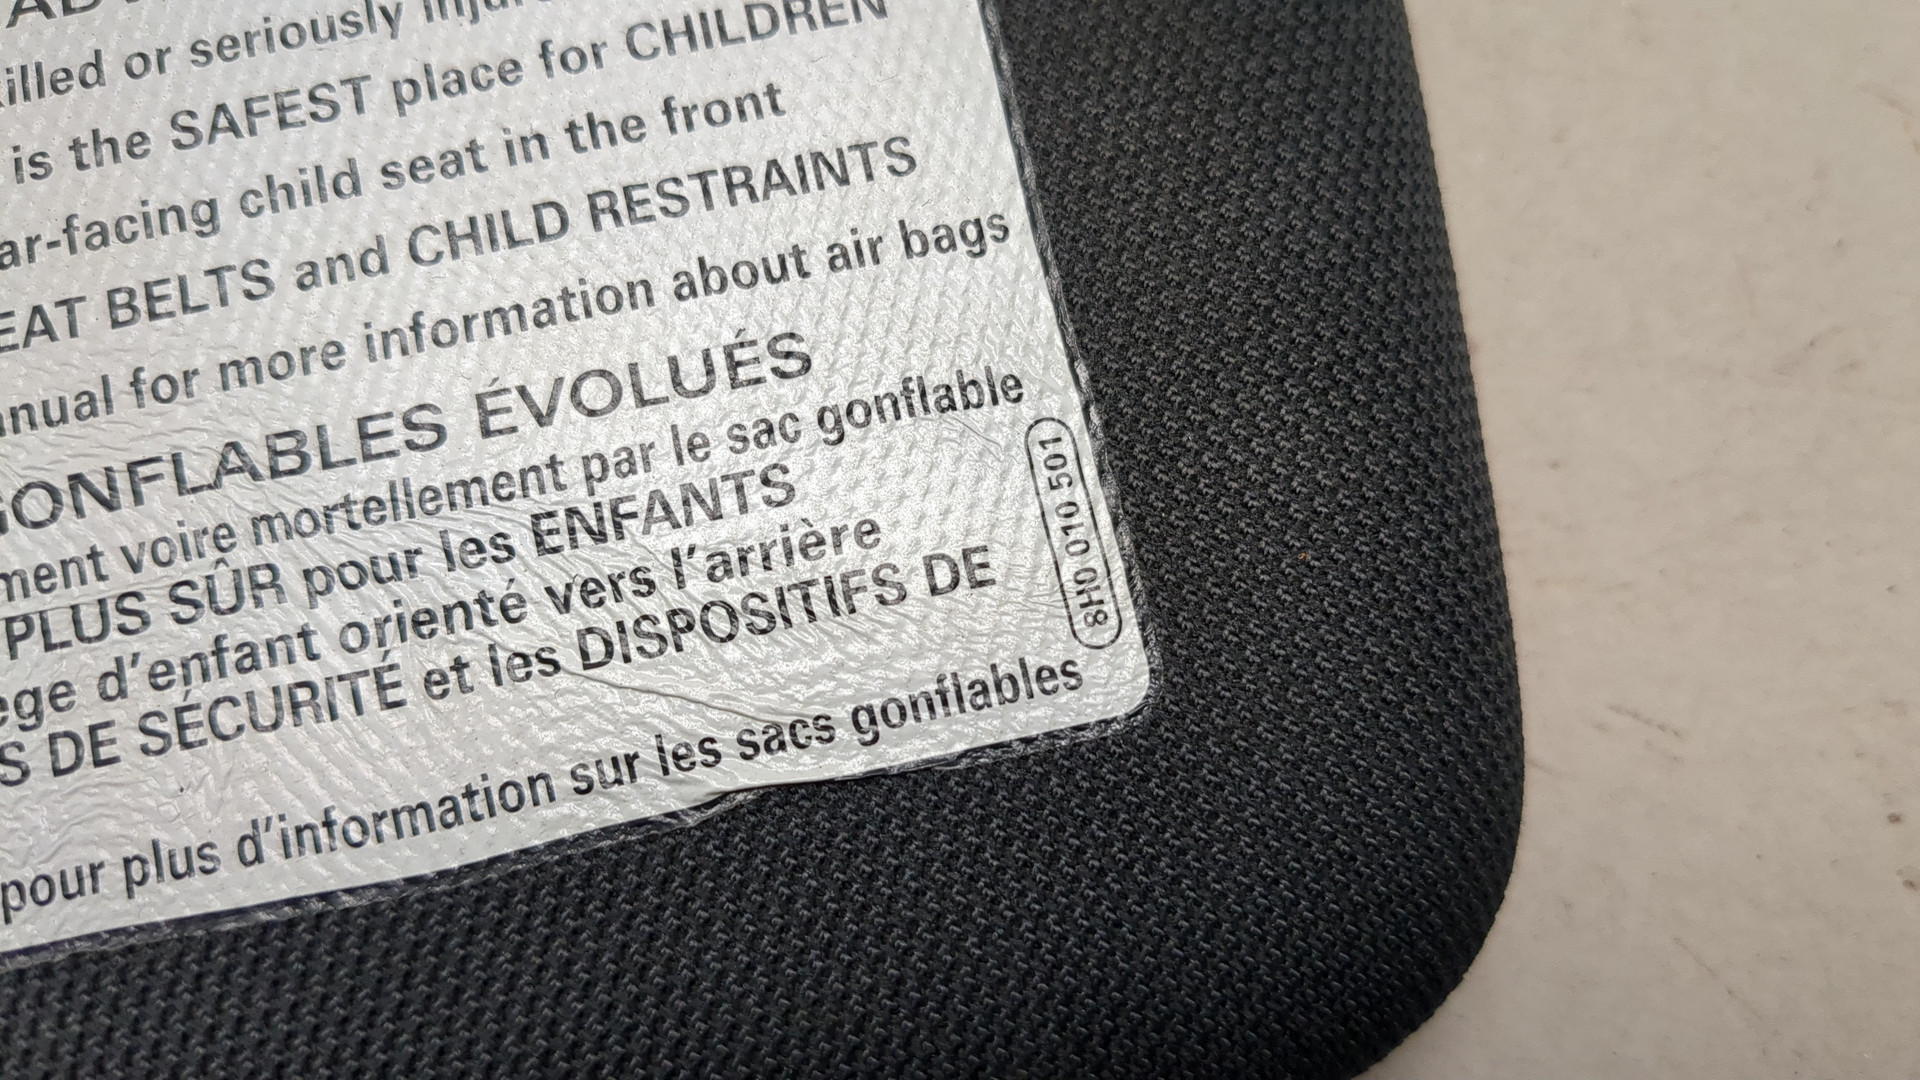 killed or seriously
is the SAFEST place for CHILDREN
ar-facing child seat in the front
EAT BELTS and CHILD RESTRAINTS
nual for more information about air bags
GONFLABLES ÉVOLUÉS
ment voire mortellement par le sac gonflable
PLUS SÛR pour les ENFANTS
ège d'enfant orienté vers l'arrière
S DE SÉCURITÉ et les DISPOSITIFS DE
pour plus d'information sur les sacs gonflables
8H0 010 501